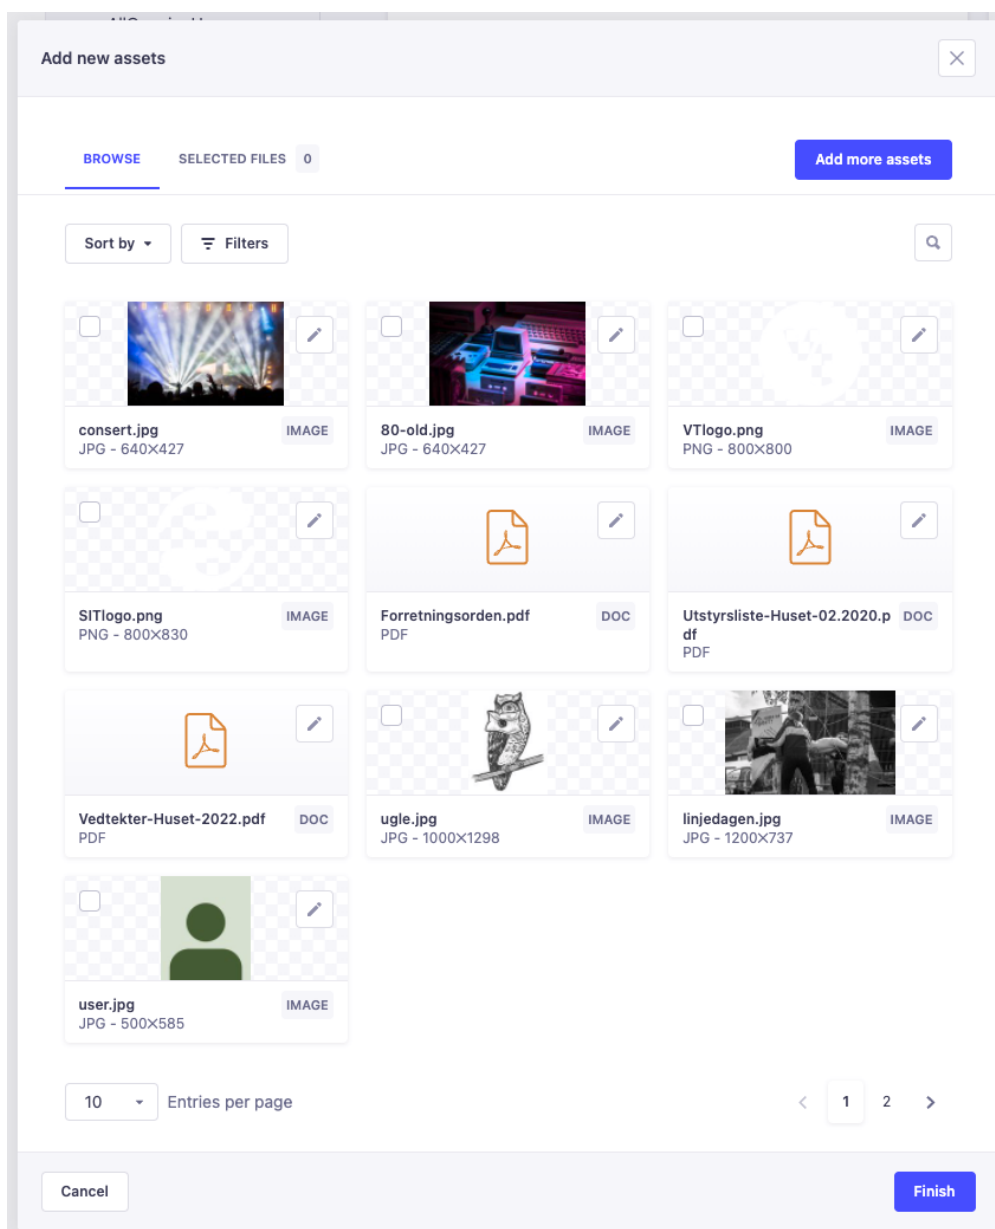 Add new assets
BROWSE
SELECTED FILES 0
Add more assets
Sort by
Filters
consert.jpg
IMAGE
JPG - 640×427
80-old.jpg
IMAGE
JPG - 640×427
VTlogo.png
IMAGE
PNG - 800×800
SITlogo.png
IMAGE
PNG - 800×830
Forretningsorden.pdf
DOC
PDF
Utstyrsliste-Huset-02.2020.p
DOC
df
PDF
Vedtekter-Huset-2022.pdf
DOC
PDF
ugle.jpg
IMAGE
JPG - 1000×1298
linjedagen.jpg
IMAGE
JPG - 1200×737
user.jpg
IMAGE
JPG - 500×585
10
Entries per page
1
2
Cancel
Finish